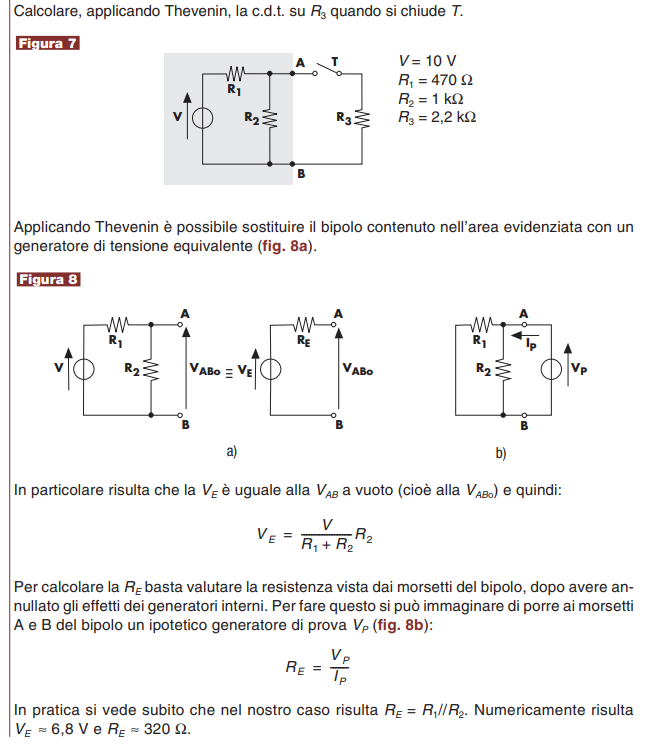 Calcolare, applicando Thevenin, la c.d.t. su R3 quando si chiude T.
Figura 7
A T
R1
V
R2
R3
B
V = 10 V
R1 = 470 Ω
R2 = 1 kΩ
R3 = 2,2 kΩ
Applicando Thevenin è possibile sostituire il bipolo contenuto nell'area evidenziata con un
generatore di tensione equivalente (fig. 8a).
Figura 8
A A A
R1 RE R1 IP
V R2 VABo ≡ VE VABo R2 VP
B B B
a) b)
In particolare risulta che la VE è uguale alla VAB a vuoto (cioè alla VABo) e quindi:
VE = V / (R1 + R2) R2
Per calcolare la RE basta valutare la resistenza vista dai morsetti del bipolo, dopo avere an-
nullato gli effetti dei generatori interni. Per fare questo si può immaginare di porre ai morsetti
A e B del bipolo un ipotetico generatore di prova VP (fig. 8b):
RE = VP / IP
In pratica si vede subito che nel nostro caso risulta RE = R1//R2. Numericamente risulta
VE ≈ 6,8 V e RE ≈ 320 Ω.